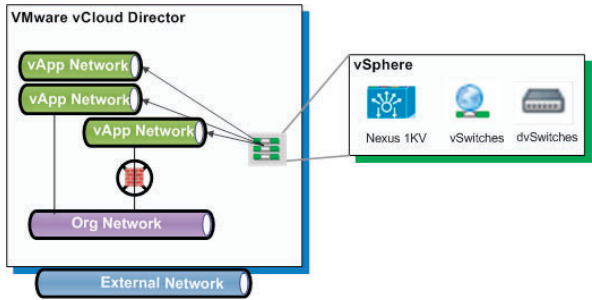 VMware vCloud Director
vApp Network
vApp Network
vApp Network
Org Network
External Network
vSphere
Nexus 1KV
vSwitches
dvSwitches